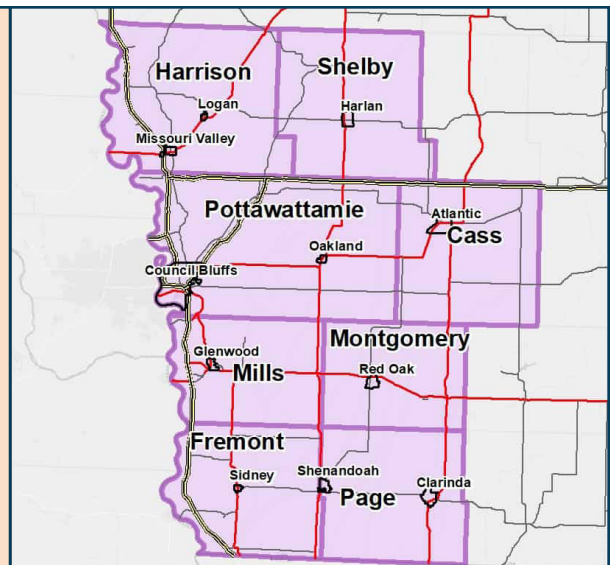 Harrison
Shelby
Logan
Harlan
Missouri Valley
Pottawattamie
Atlantic
Cass
Oakland
Council Bluffs
Montgomery
Glenwood
Mills
Red Oak
Fremont
Sidney
Shenandoah
Clarinda
Page